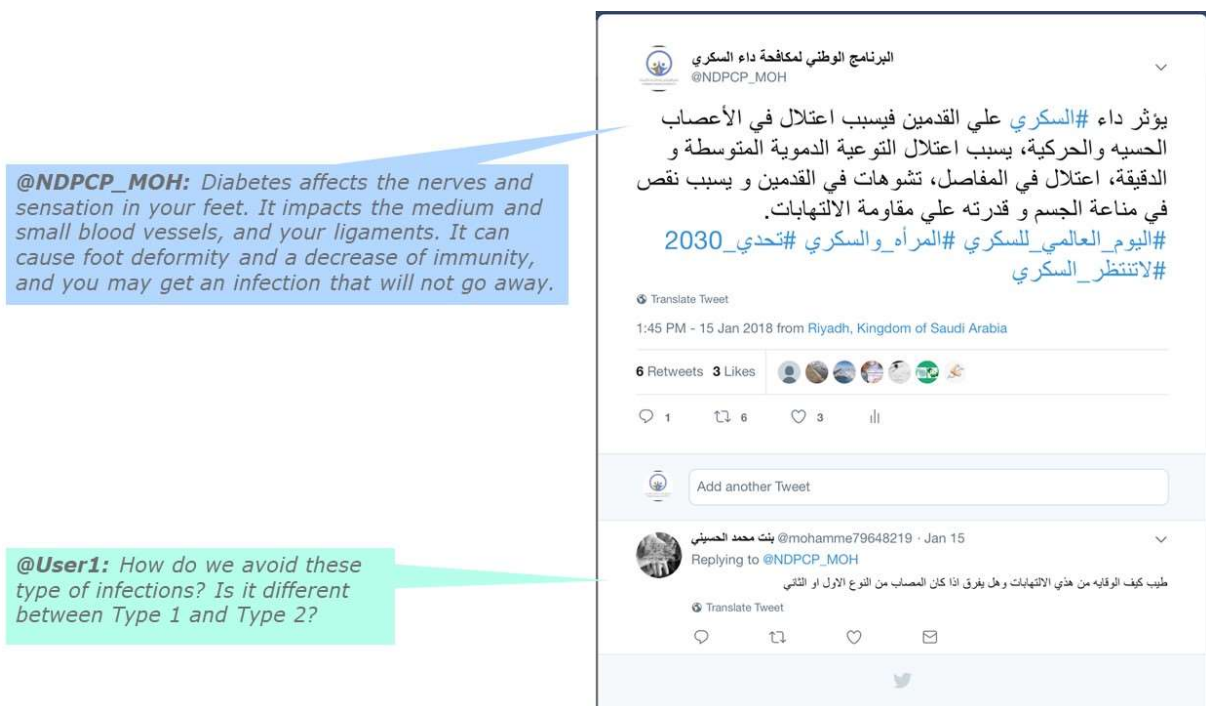 البرنامج الوطني لمكافحة داء السكري
@NDPCP_MOH
يؤثر داء #السكري علي القدمين فيسبب اعتلال في الأعصاب
الحسيه والحركية، يسبب اعتلال التوعية الدموية المتوسطة و
الدقيقة، اعتلال في المفاصل، تشوهات في القدمين و يسبب نقص
في مناعة الجسم و قدرته علي مقاومة الالتهابات.
#اليوم_العالمي_للسكري #المرأه_والسكري #تحدي_2030
#لاتنتظر_السكري
Translate Tweet
1:45 PM - 15 Jan 2018 from Riyadh, Kingdom of Saudi Arabia
6 Retweets 3 Likes
1 6 3
@NDPCP_MOH: Diabetes affects the nerves and
sensation in your feet. It impacts the medium and
small blood vessels, and your ligaments. It can
cause foot deformity and a decrease of immunity,
and you may get an infection that will not go away.
Add another Tweet
بنت محمد الحسيني @mohamme79648219 · Jan 15
Replying to @NDPCP_MOH
طيب كيف الوقايه من هذي الالتهابات وهل يفرق اذا كان المصاب من النوع الاول او الثاني
Translate Tweet
@User1: How do we avoid these
type of infections? Is it different
between Type 1 and Type 2?